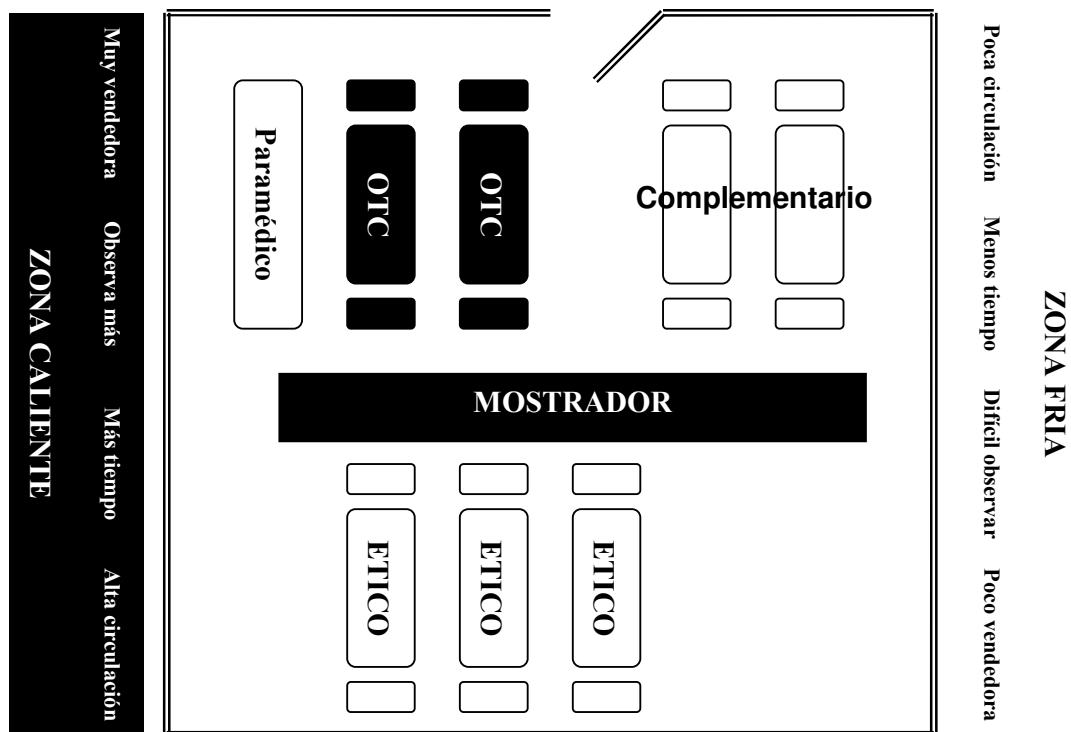 ZONA CALIENTE
Muy vendedora
Observa más
Más tiempo
Alta circulación
Paramédico
OTC
OTC
Complementario
MOSTRADOR
ETICO
ETICO
ETICO
Poca circulación
Menos tiempo
Difícil observar
Poco vendedora
ZONA FRIA